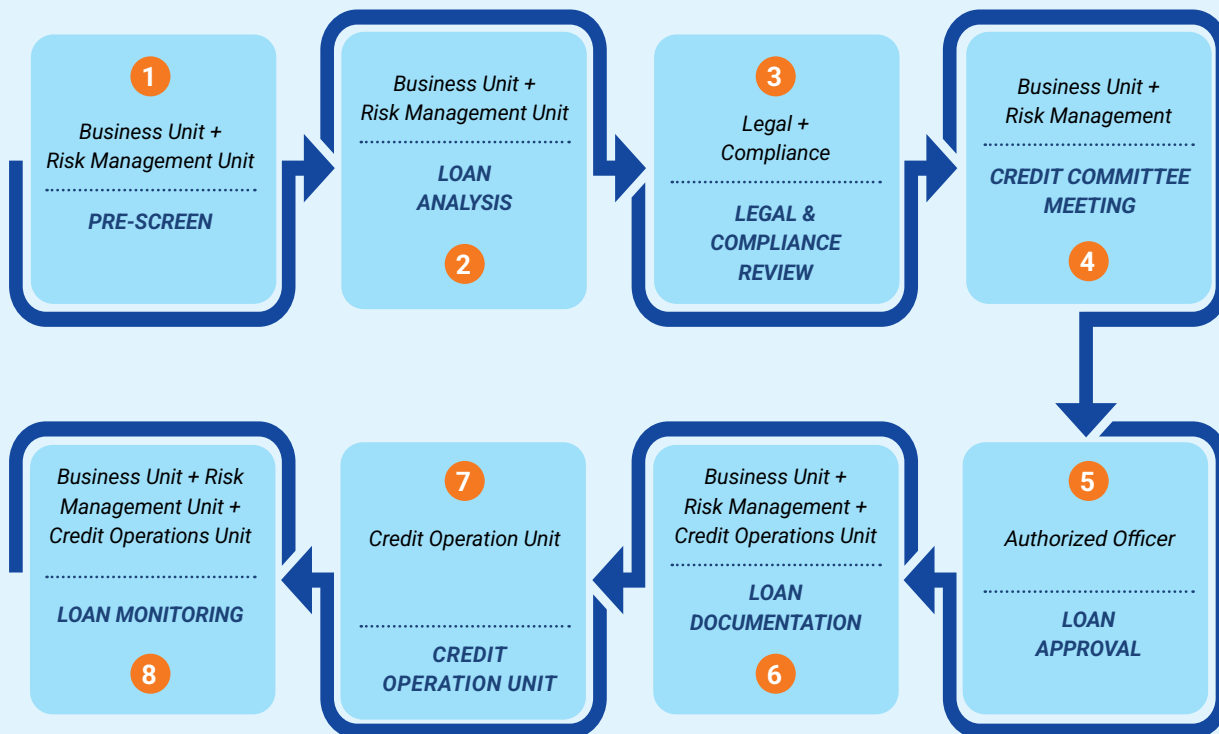 1
Business Unit +
Risk Management Unit
PRE-SCREEN
Business Unit +
Risk Management Unit
LOAN
ANALYSIS
2
3
Legal +
Compliance
LEGAL &
COMPLIANCE
REVIEW
Business Unit +
Risk Management
CREDIT COMMITTEE
MEETING
4
5
Authorized Officer
LOAN
APPROVAL
Business Unit +
Risk Management +
Credit Operations Unit
LOAN
DOCUMENTATION
6
7
Credit Operation Unit
CREDIT
OPERATION UNIT
Business Unit + Risk
Management Unit +
Credit Operations Unit
LOAN MONITORING
8